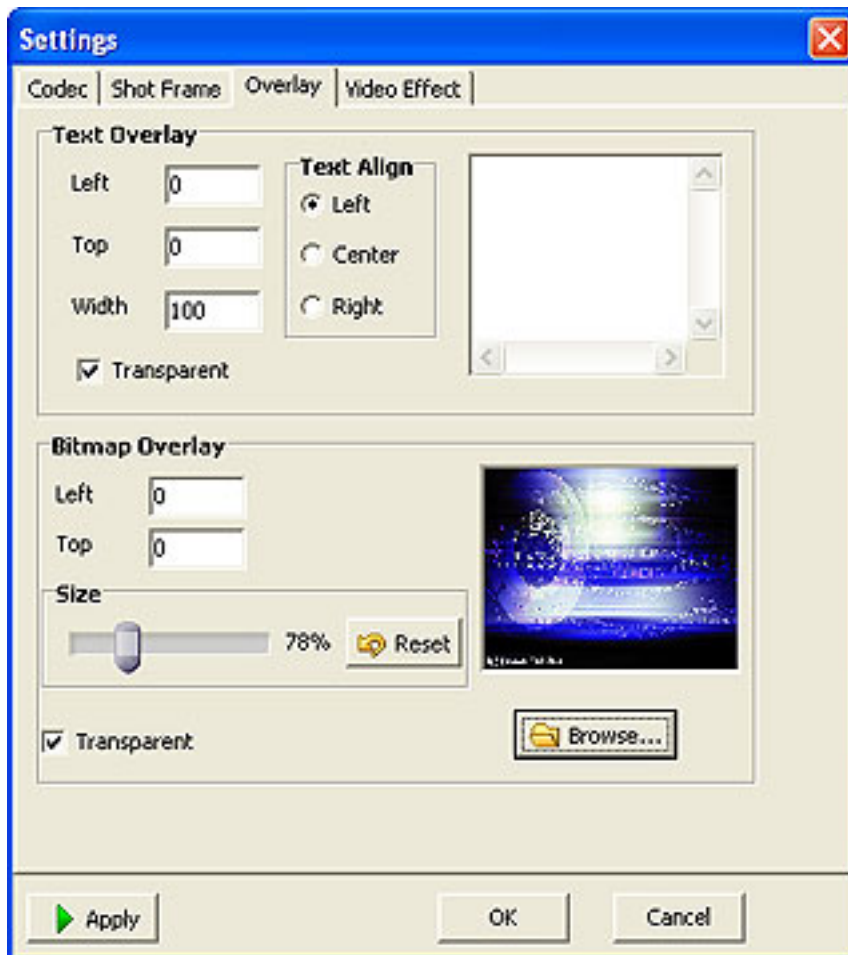 Settings
Codec Shot Frame Overlay Video Effect
Text Overlay
Left 0
Top 0
Width 100
Transparent
Text Align
Left
Center
Right
Bitmap Overlay
Left 0
Top 0
Size
78% Reset
Transparent
Browse...
Apply OK Cancel